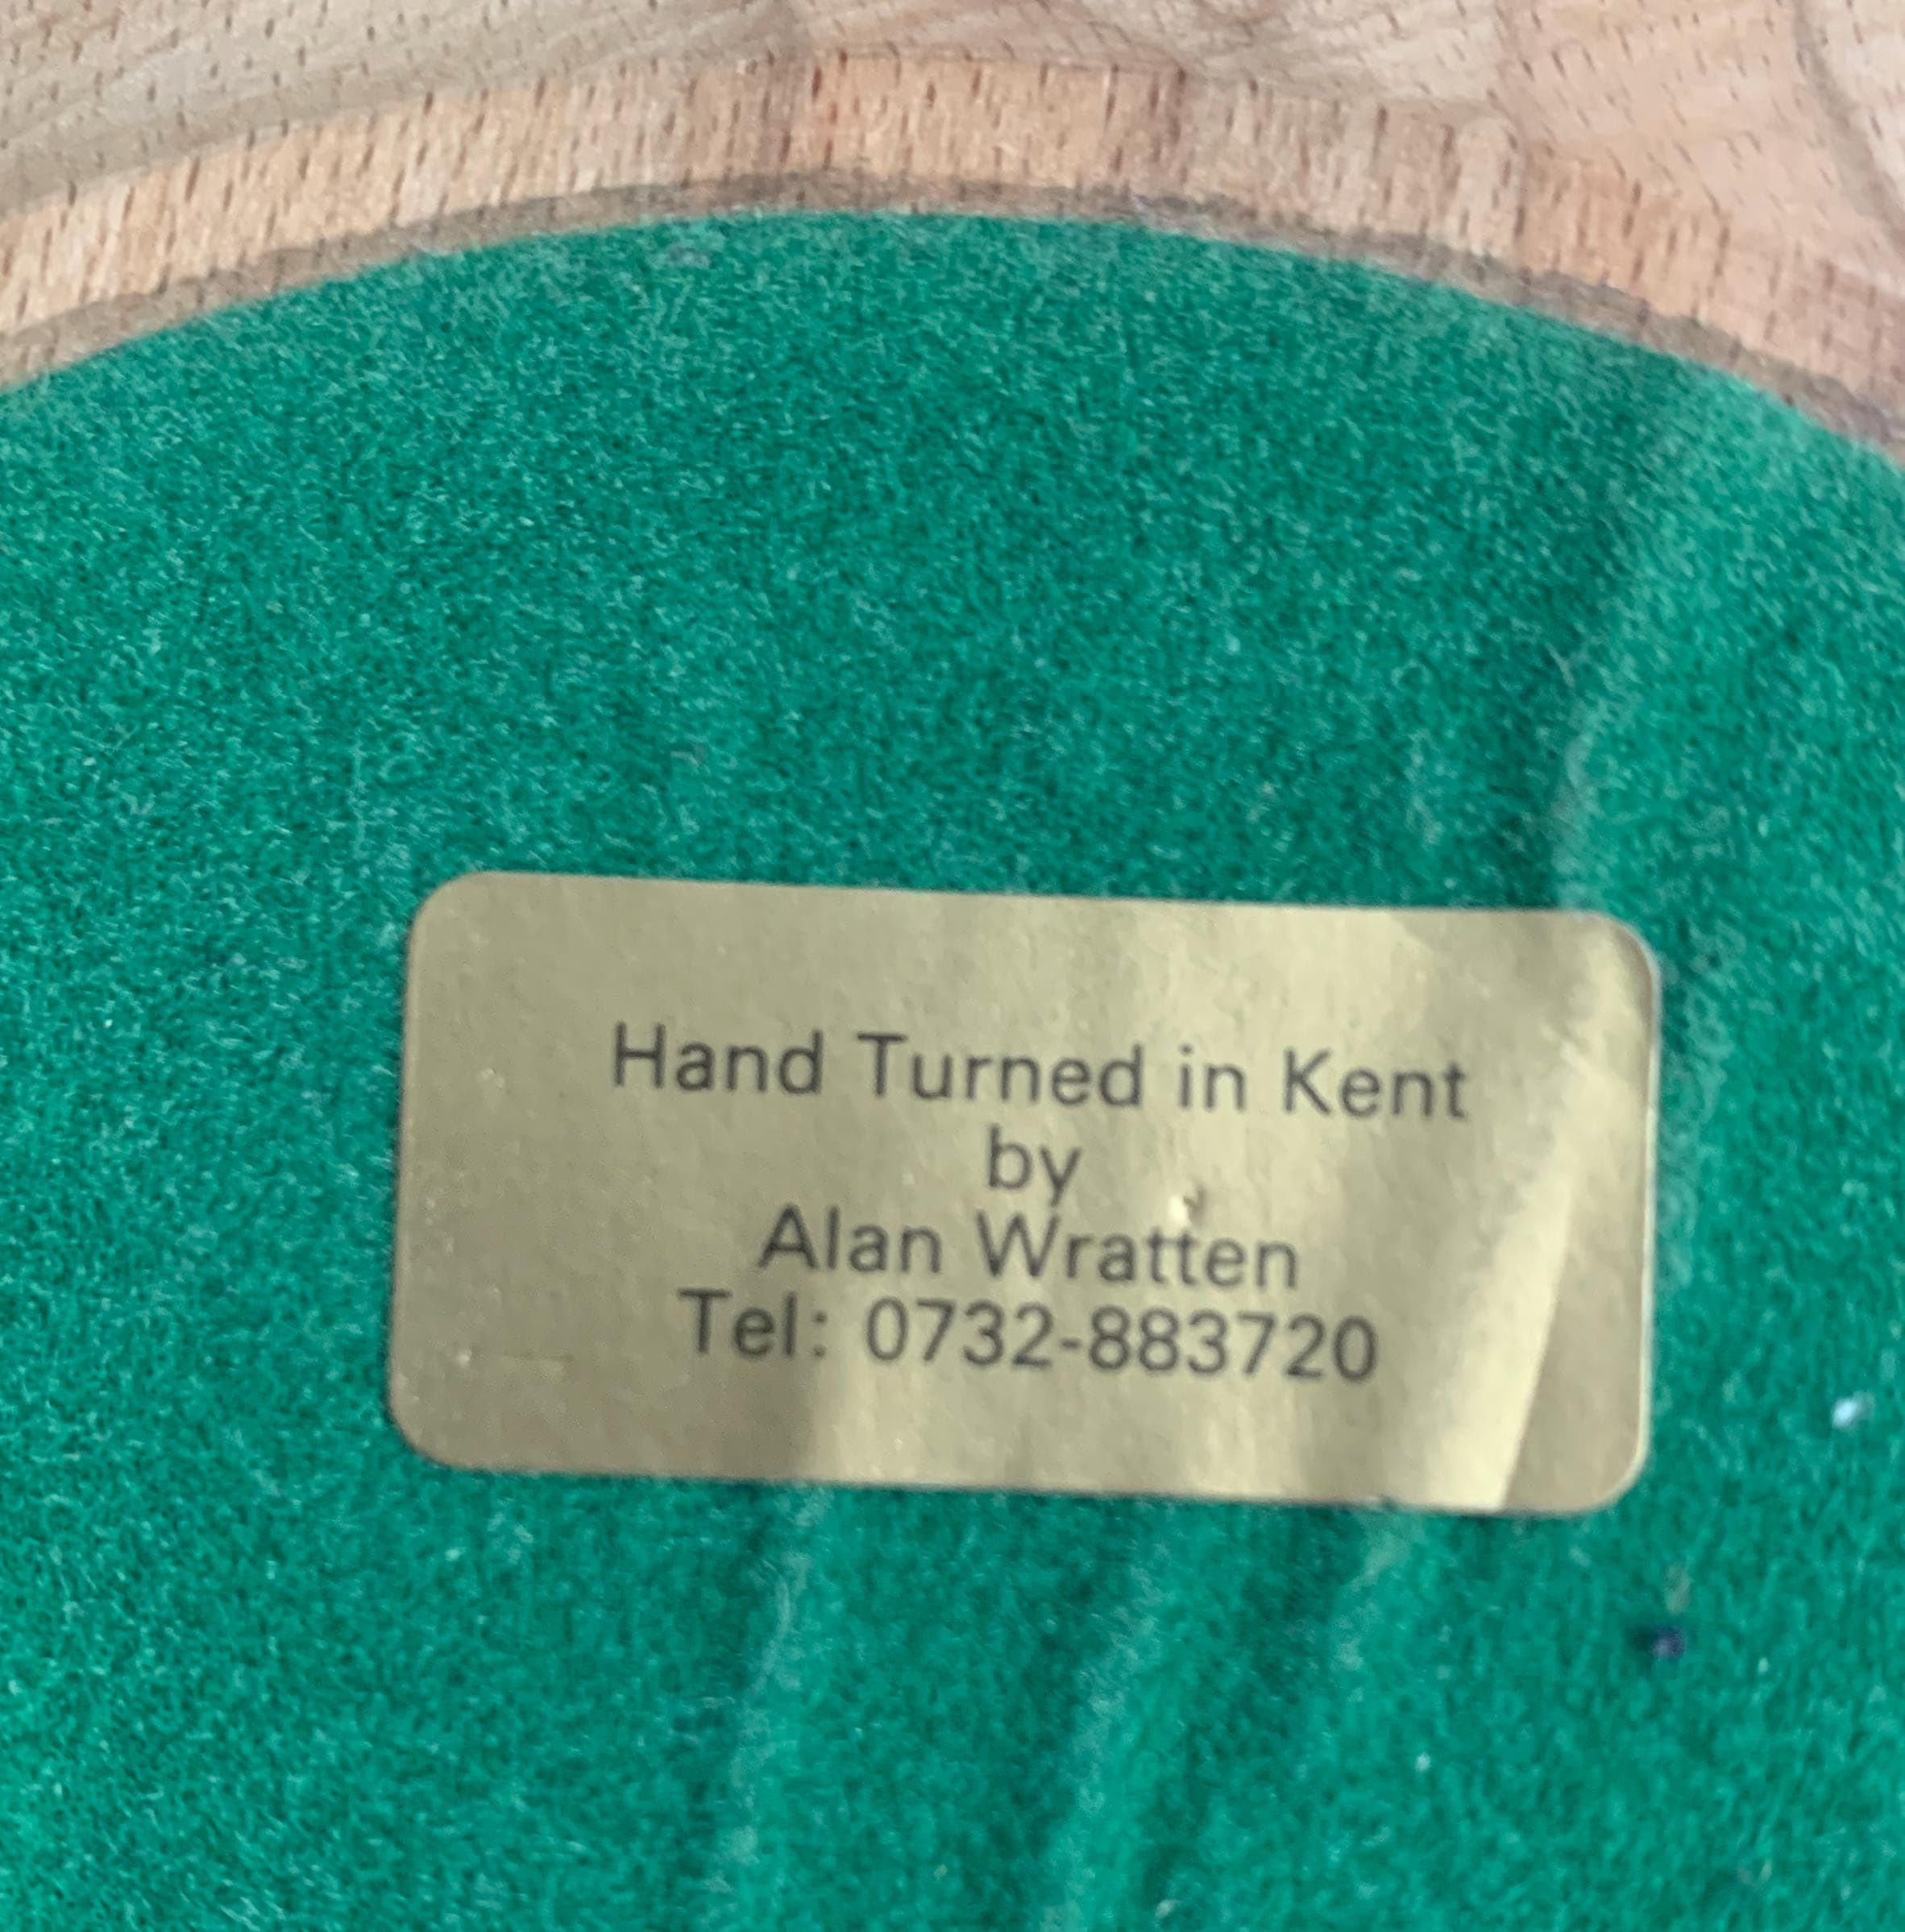 Hand Turned in Kent
by
Alan Wratten
Tel: 0732-883720